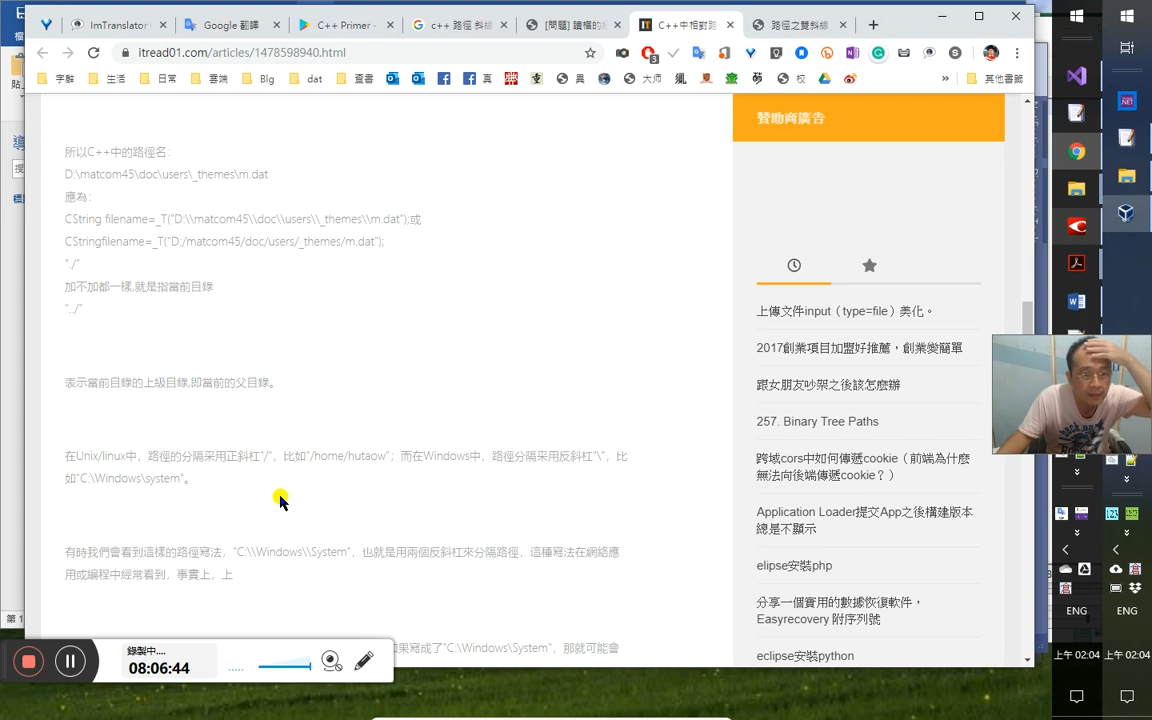 ImTranslator
Google 翻譯
C++ Primer -
c++ 路徑 斜線
[問題] 讀檔的
C++中相對路
路徑之雙斜線
itread01.com/articles/1478598940.html
3
字辭
生活
日常
雲端
Blg
dat
查書
真
異
大师
校
»
其他書籤
所以C++中的路徑名:
D:\matcom45\doc\users\_themes\m.dat
應為:
CString filename=_T("D:\\matcom45\\doc\\users\\_themes\\m.dat");或
CStringfilename=_T("D:/matcom45/doc/users/_themes/m.dat");
"./"
加不加都一樣,就是指當前目錄
"../"
表示當前目錄的上級目錄,即當前的父目錄。
在Unix/linux中，路徑的分隔采用正斜杠"/"，比如"/home/hutaow"；而在Windows中，路徑分隔采用反斜杠"\"，比
如"C:\Windows\system"。
有時我們會看到這樣的路徑寫法，"C:\\Windows\\System"，也就是用兩個反斜杠來分隔路徑，這種寫法在網絡應
用或編程中經常看到，事實上，上
如果寫成了"C:\Windows\System"，那就可能會
贊助商廣告
上傳文件input（type=file）美化。
2017創業項目加盟好推薦，創業變簡單
跟女朋友吵架之後該怎麽辦
257. Binary Tree Paths
跨域cors中如何傳遞cookie（前端為什麽
無法向後端傳遞cookie？）
Application Loader提交App之後構建版本
總是不顯示
elipse安裝php
分享一個實用的數據恢復軟件，
Easyrecovery 附序列號
eclipse安裝python
錄製中....
08:06:44
第 1
.NET
123
ENG
ENG
上午 02:04
上午 02:04